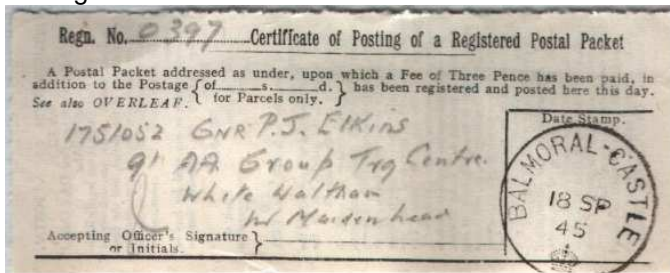 Regn. No. 0397 Certificate of Posting of a Registered Postal Packet
A Postal Packet addressed as under, upon which a Fee of Three Pence has been paid, in
addition to the Postage { of ......s. ......d. } has been registered and posted here this day.
See also OVERLEAF. { for Parcels only. }
Date Stamp.
1751052 GNR P.J. Elkins
AA Group Trg Centre.
White Waltham
Nr Maidenhead
BALMORAL-CASTLE
18 SP
45
Accepting Officer's Signature }
or Initials.